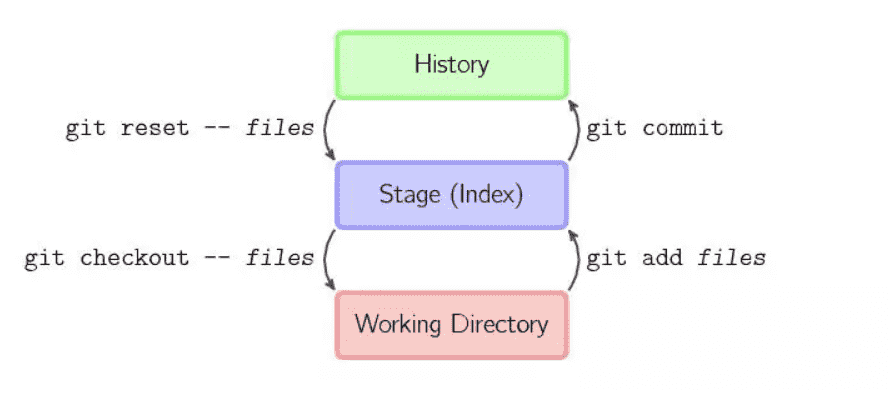 History
git reset -- files
git commit
Stage (Index)
git checkout -- files
git add files
Working Directory